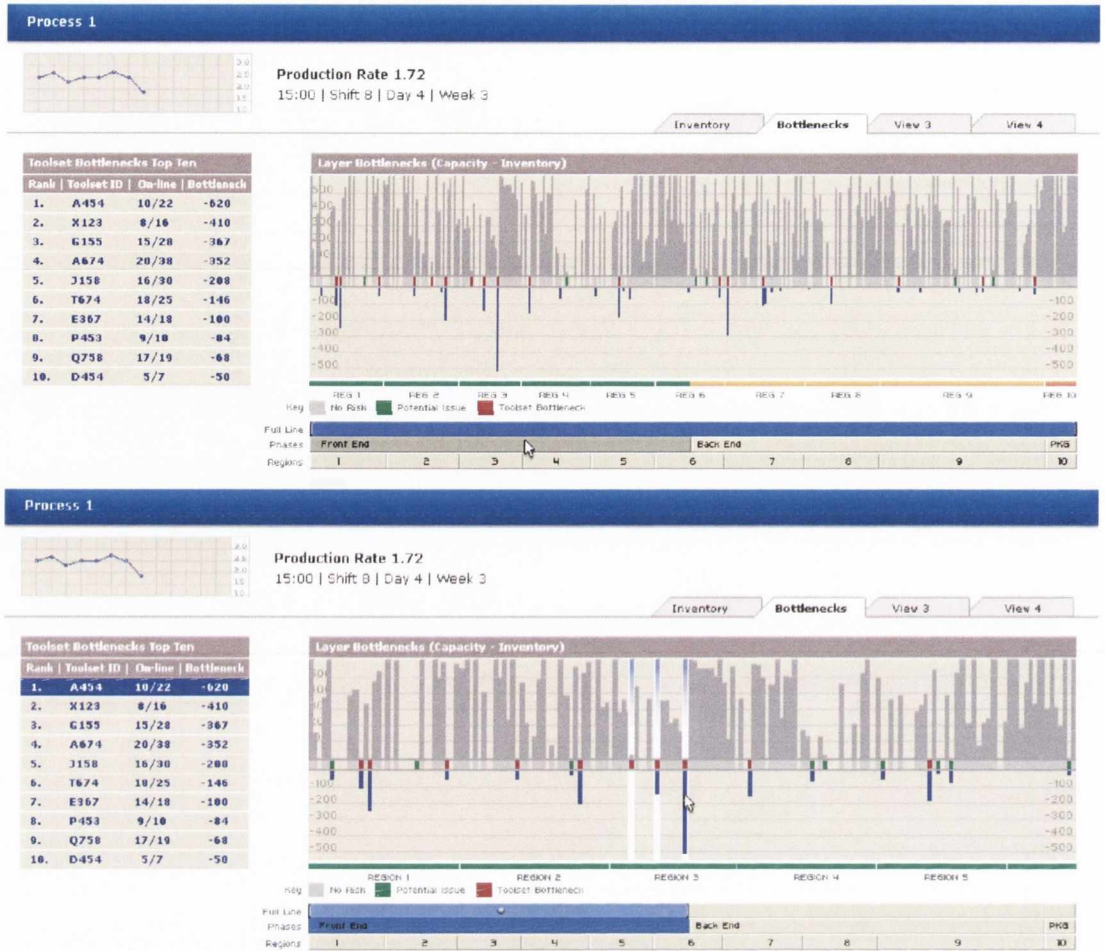 Process 1
Production Rate 1.72
15:00 | Shift 8 | Day 4 | Week 3
Inventory Bottlenecks View 3 View 4
Toolset Bottlenecks Top Ten
Rank | Toolset ID | On-line | Bottleneck
1. A454 10/22 -620
2. X123 8/16 -410
3. G155 15/28 -367
4. A674 20/38 -352
5. J158 16/30 -208
6. T674 18/25 -146
7. E367 14/18 -100
8. P453 9/10 -84
9. Q758 17/19 -68
10. D454 5/7 -50
Layer Bottlenecks (Capacity - Inventory)
-100 -100
-200 -200
-300 -300
-400 -400
-500 -500
REG 1 REG 2 REG 3 REG 4 REG 5 REG 6 REG 7 REG 8 REG 9 REG 10
Key No Risk Potential Issue Toolset Bottleneck
Full Line
Phases Front End Back End PKG
Regions 1 2 3 4 5 6 7 8 9 10
Process 1
Production Rate 1.72
15:00 | Shift 8 | Day 4 | Week 3
Inventory Bottlenecks View 3 View 4
Toolset Bottlenecks Top Ten
Rank | Toolset ID | On-line | Bottleneck
1. A454 10/22 -620
2. X123 8/16 -410
3. G155 15/28 -367
4. A674 20/38 -352
5. J158 16/30 -208
6. T674 18/25 -146
7. E367 14/18 -100
8. P453 9/10 -84
9. Q758 17/19 -68
10. D454 5/7 -50
Layer Bottlenecks (Capacity - Inventory)
-100 -100
-200 -200
-300 -300
-400 -400
-500 -500
REGION 1 REGION 2 REGION 3 REGION 4 REGION 5
Key No Risk Potential Issue Toolset Bottleneck
Full Line
Phases Front End Back End PKG
Regions 1 2 3 4 5 6 7 8 9 10